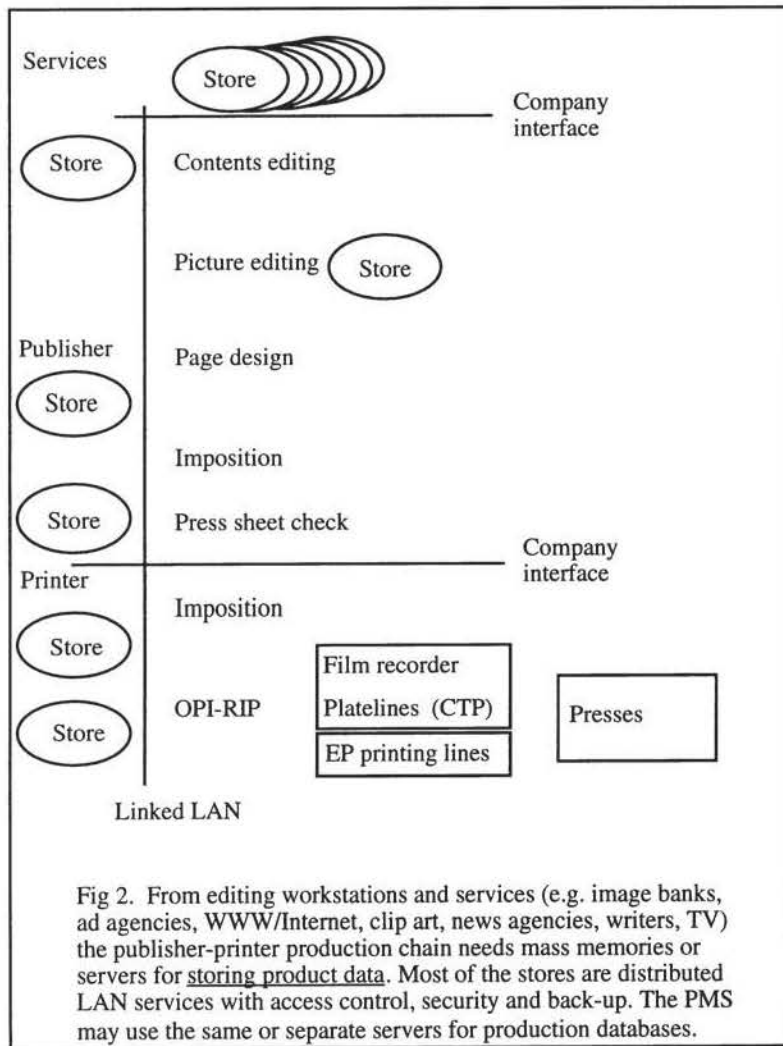 Services
Store
Company
interface
Store
Contents editing
Picture editing
Store
Publisher
Page design
Store
Imposition
Store
Press sheet check
Company
interface
Printer
Imposition
Store
Film recorder
OPI-RIP
Platelines (CTP)
Presses
Store
EP printing lines
Linked LAN
Fig 2. From editing workstations and services (e.g. image banks,
ad agencies, WWW/Internet, clip art, news agencies, writers, TV)
the publisher-printer production chain needs mass memories or
servers for storing product data. Most of the stores are distributed
LAN services with access control, security and back-up. The PMS
may use the same or separate servers for production databases.